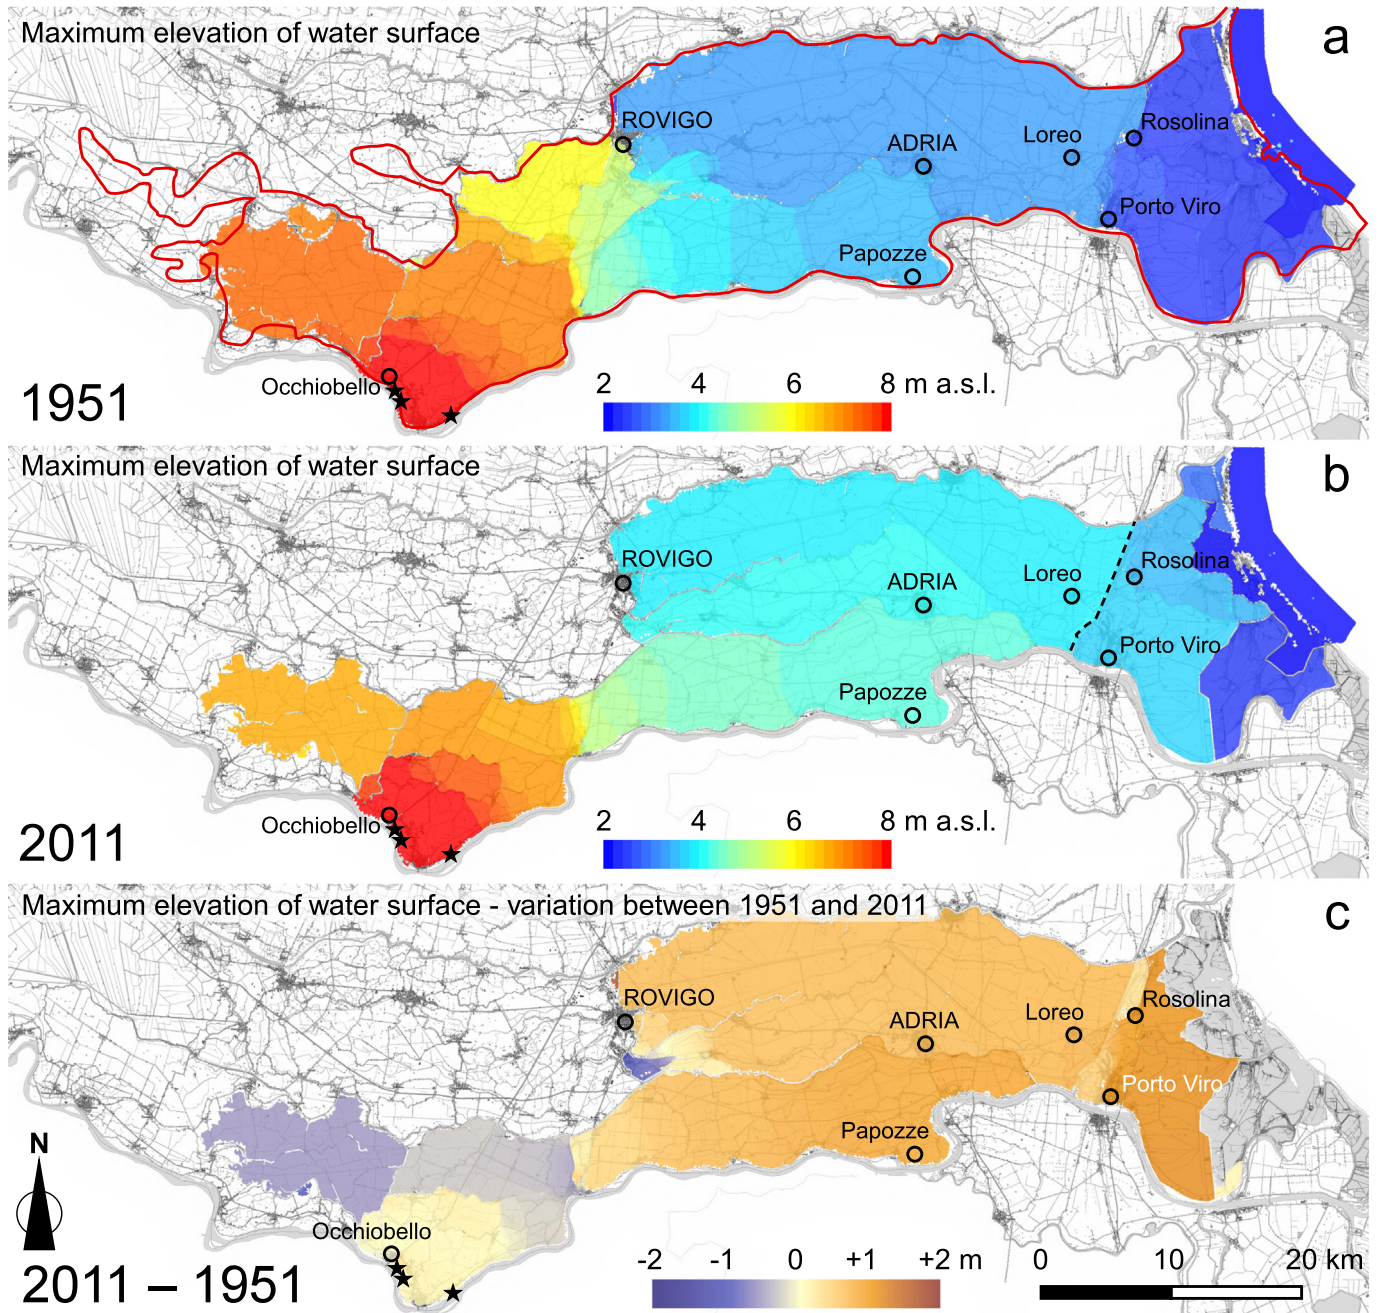 Maximum elevation of water surface
a
ROVIGO
ADRIA
Loreo
Rosolina
Porto Viro
Papozze
Occhiobello
1951
2 4 6 8 m a.s.l.
Maximum elevation of water surface
b
ROVIGO
ADRIA
Loreo
Rosolina
Porto Viro
Papozze
Occhiobello
2011
2 4 6 8 m a.s.l.
Maximum elevation of water surface - variation between 1951 and 2011
c
ROVIGO
ADRIA
Loreo
Rosolina
Porto Viro
Papozze
N
Occhiobello
2011 – 1951
-2 -1 0 +1 +2 m
0 10 20 km